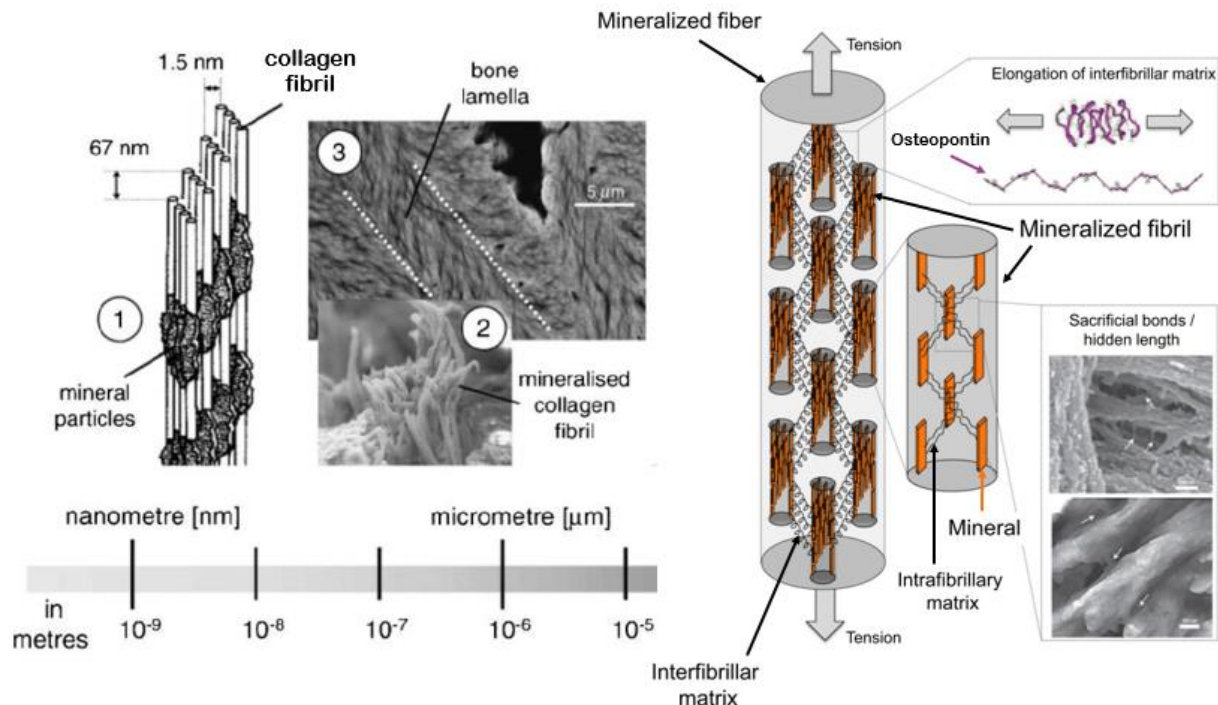 1.5 nm
collagen
fibril
67 nm
1
mineral
particles
bone
lamella
3
5 µm
2
mineralised
collagen
fibril
nanometre [nm]
micrometre [µm]
in
metres
10-9
10-8
10-7
10-6
10-5
Mineralized fiber
Tension
Elongation of interfibrillar matrix
Osteopontin
Mineralized fibril
Sacrificial bonds /
hidden length
Mineral
Intrafibrillary
matrix
Tension
Interfibrillar
matrix